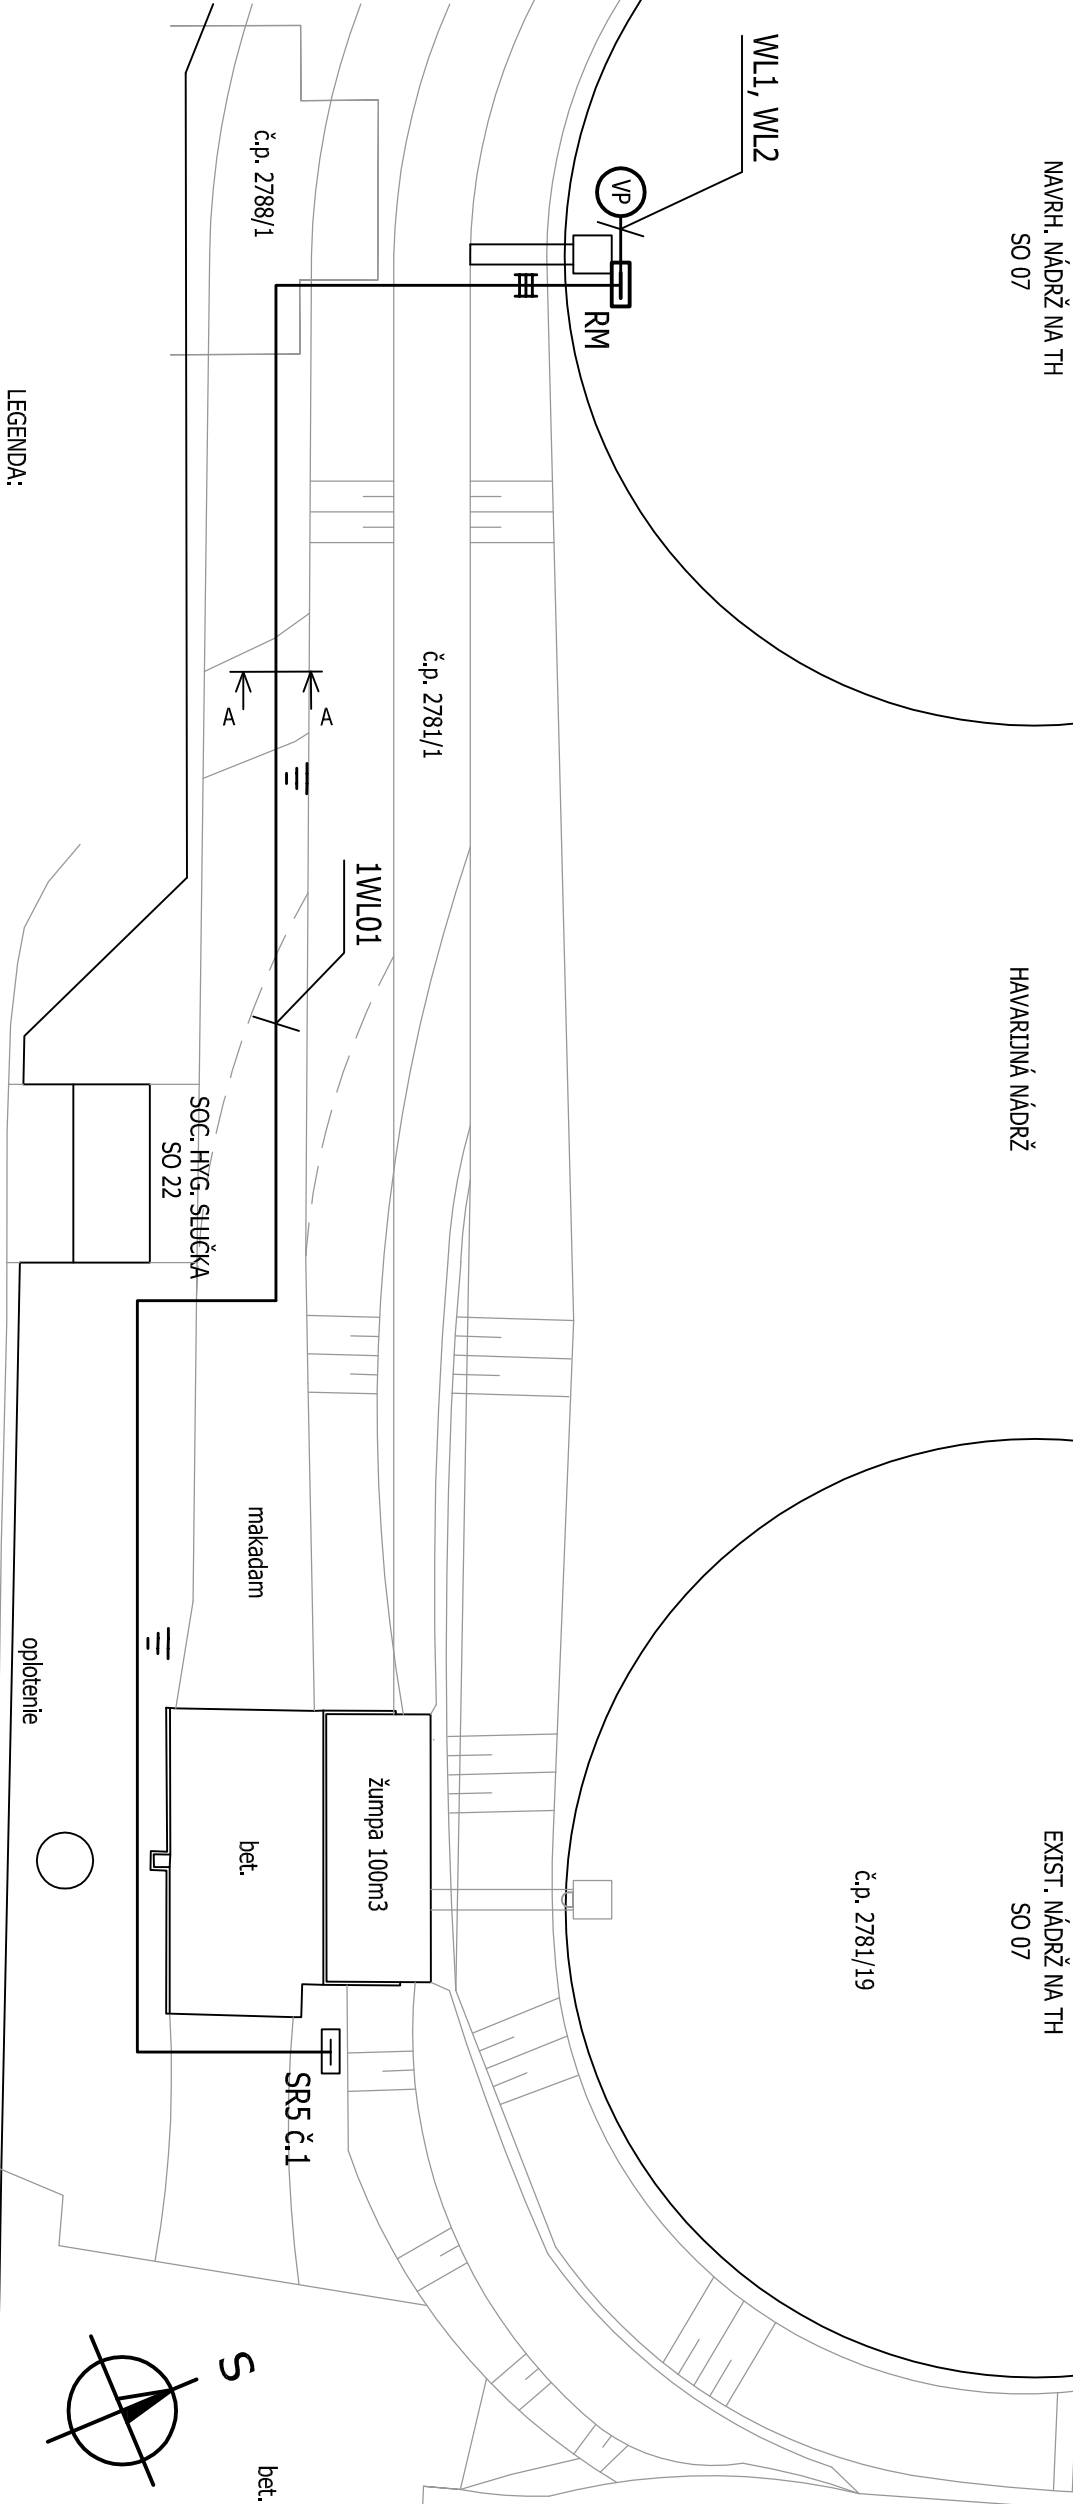 NAVRH. NÁDRŽ NA TH
SO 07
WL1, WL2
VP
RM
č.p. 2788/1
LEGENDA:
č.p. 2781/1
A
A
1WL01
HAVARIJNÁ NÁDRŽ
SOC. HYG. SLUČKA
SO 22
makadam
oplotenie
žumpa 100m3
bet.
EXIST. NÁDRŽ NA TH
SO 07
č.p. 2781/19
SR5 č.1
S
bet.